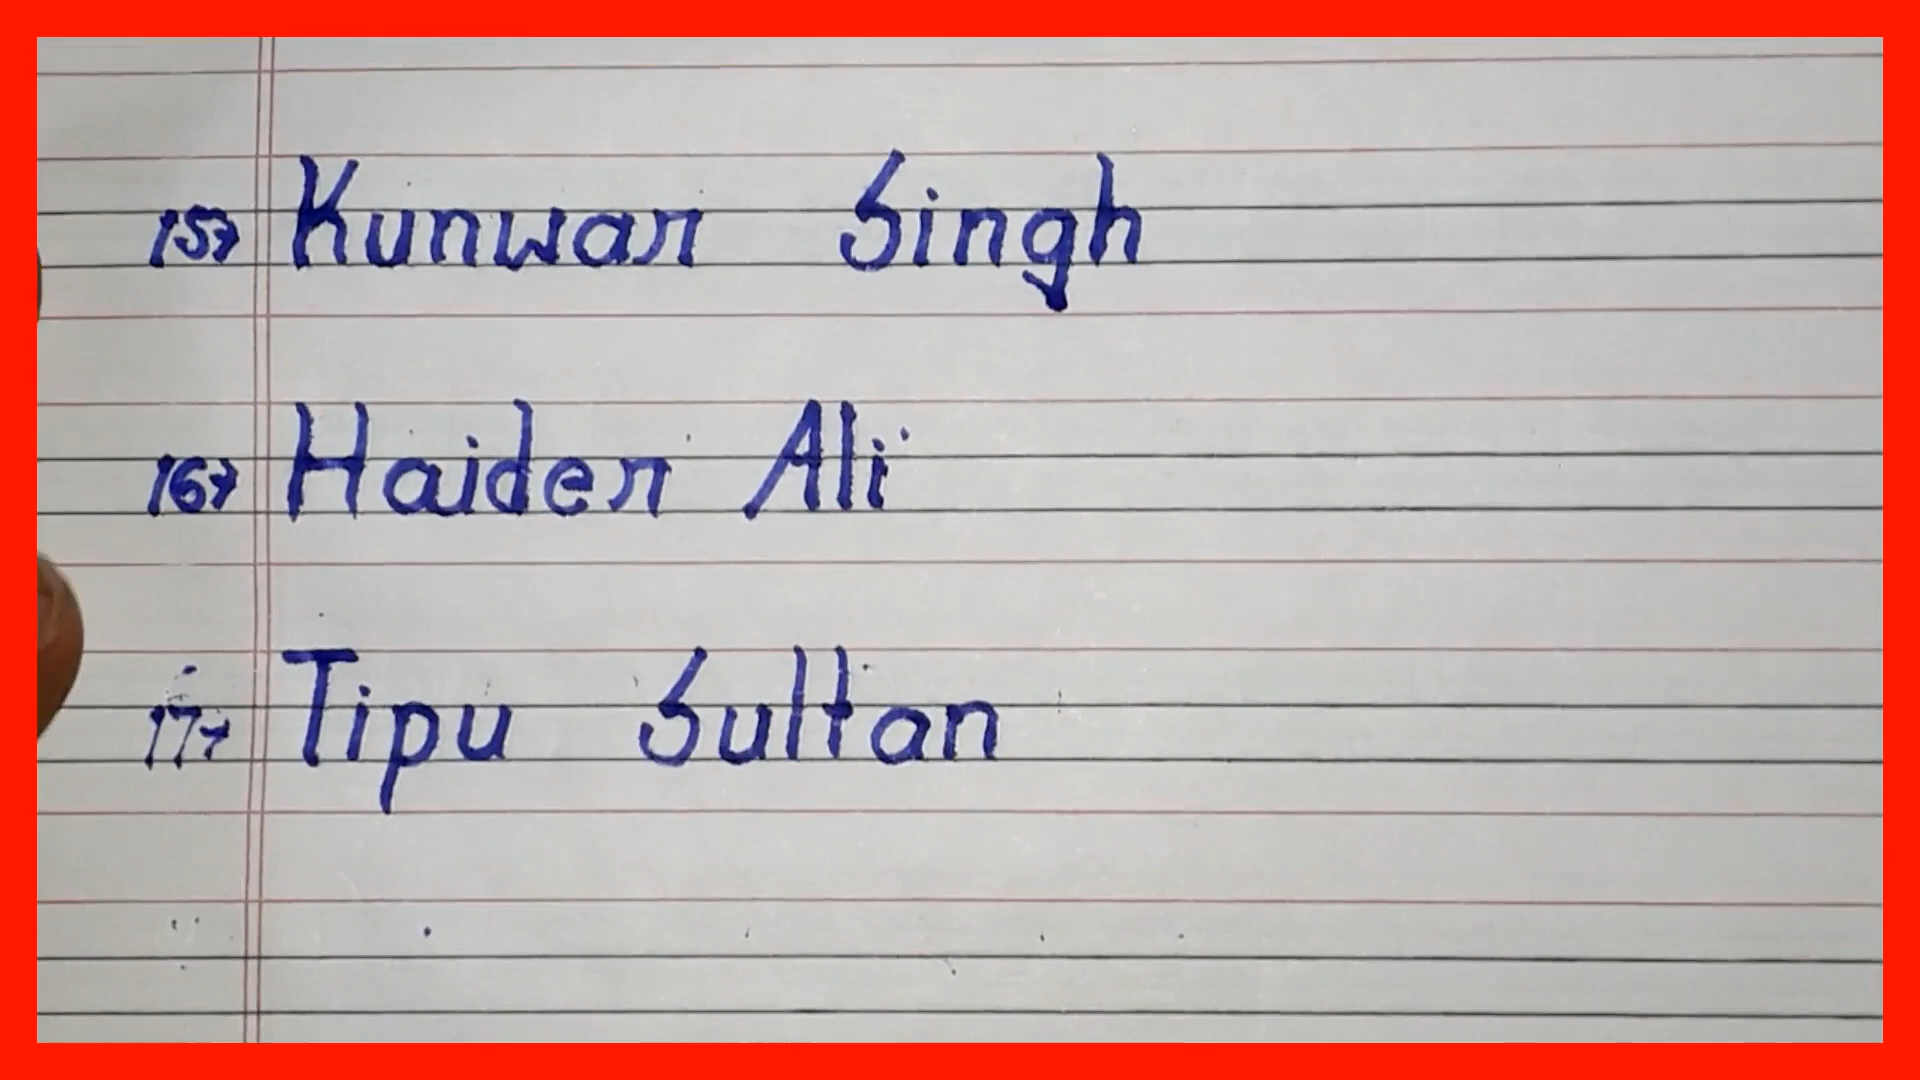 15) Kunwar Singh
16) Haider Ali
17) Tipu Sultan